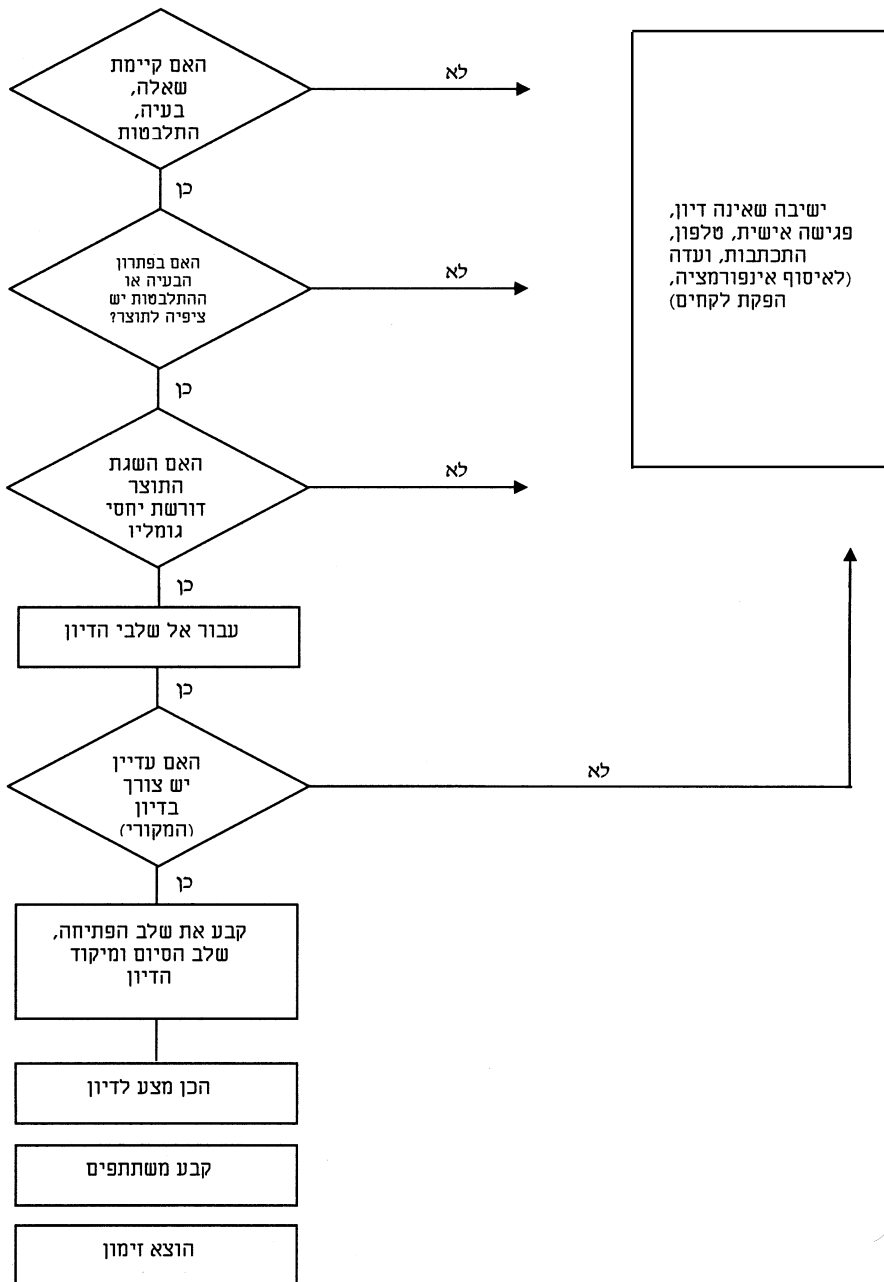 האם קיימת
שאלה,
בעיה,
התלבטות
לא
כן
האם בפתרון
הבעיה או
ההתלבטות יש
ציפיה לתוצר?
לא
ישיבה שאינה דיון,
פגישה אישית, טלפון,
התכתבות, ועדה
(לאיסוף אינפורמציה,
הפקת לקחים)
כן
האם השגת
התוצר
דורשת יחסי
גומליו
לא
כן
עבור אל שלבי הדיון
כן
האם עדיין
יש צורך
בדיון
(המקורי)
לא
כן
קבע את שלב הפתיחה,
שלב הסיום ומיקוד
הדיון
הכן מצע לדיון
קבע משתתפים
הוצא זימון